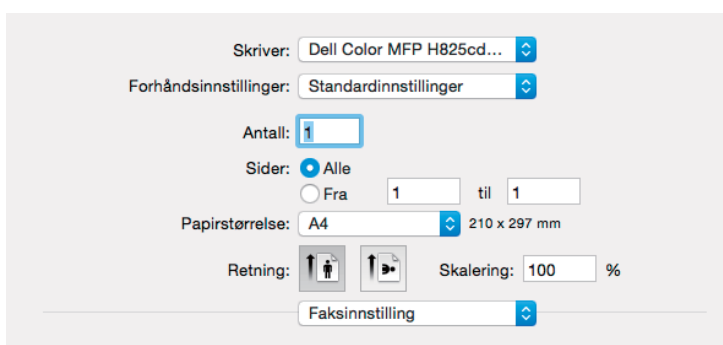 Skriver: Dell Color MFP H825cd...
Forhåndsinnstillinger: Standardinnstillinger
Antall: 1
Sider: Alle
Fra 1 til 1
Papirstørrelse: A4 210 x 297 mm
Retning: Skalering: 100 %
Faksinnstilling